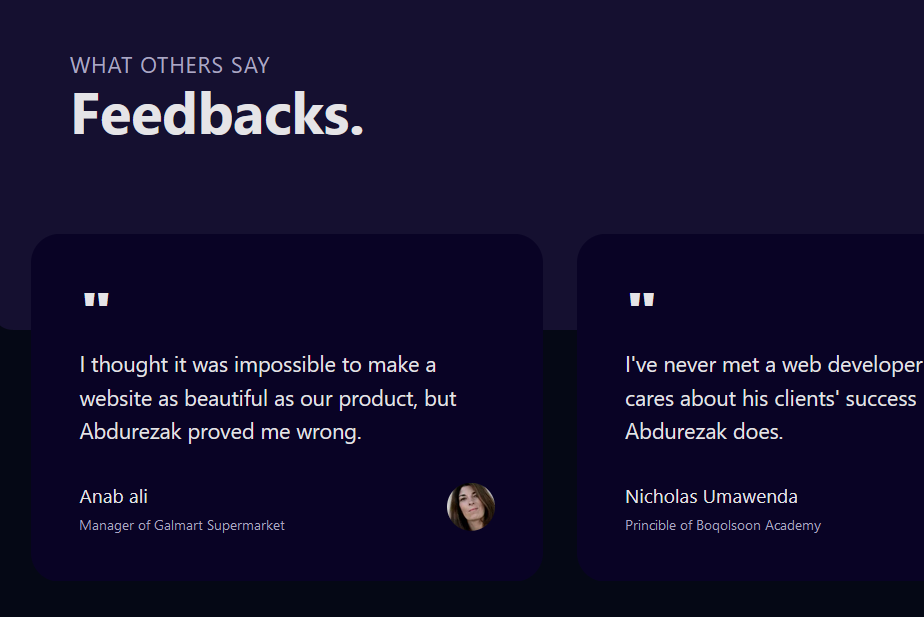 WHAT OTHERS SAY
Feedbacks.
"
I thought it was impossible to make a
website as beautiful as our product, but
Abdurezak proved me wrong.
Anab ali
Manager of Galmart Supermarket
"
I've never met a web developer
cares about his clients' success
Abdurezak does.
Nicholas Umawenda
Princible of Boqolsoon Academy